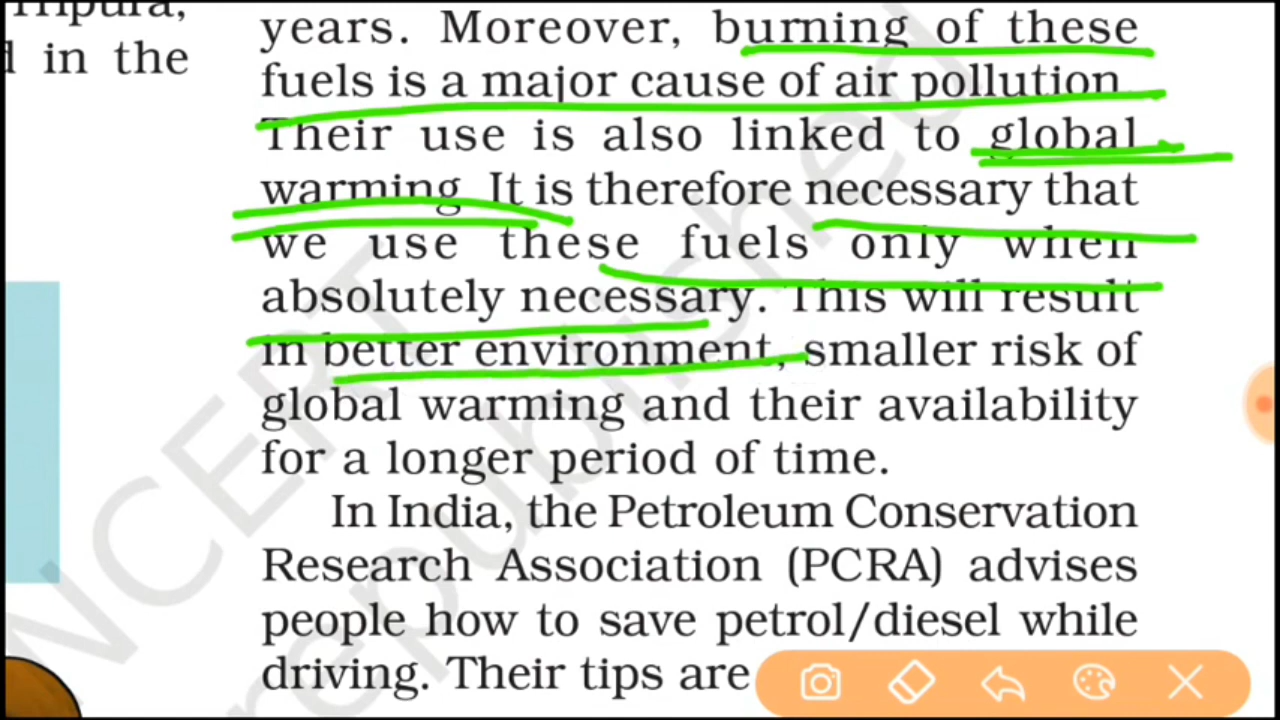 Tripura,
d in the
years. Moreover, burning of these
fuels is a major cause of air pollution.
Their use is also linked to global
warming. It is therefore necessary that
we use these fuels only when
absolutely necessary. This will result
in better environment, smaller risk of
global warming and their availability
for a longer period of time.
In India, the Petroleum Conservation
Research Association (PCRA) advises
people how to save petrol/diesel while
driving. Their tips are
NCERT
republished